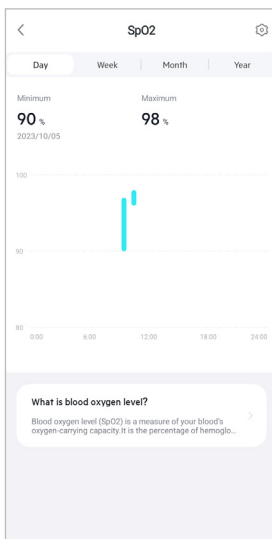 SpO2
Day Week Month Year
Minimum Maximum
90 % 98 %
2023/10/05
100
90
80
0:00 6:00 12:00 18:00 24:00
What is blood oxygen level?
Blood oxygen level (SpO2) is a measure of your blood's
oxygen-carrying capacity.It is the percentage of hemoglo...